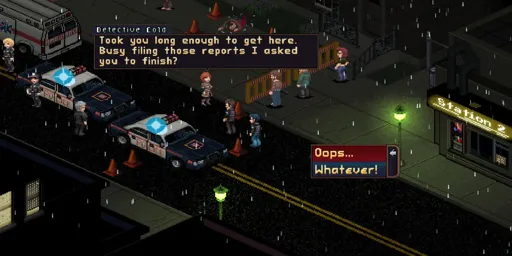 Detective Cold
Took you long enough to get here.
Busy filing those reports I asked
you to finish?
Oops...
Whatever!
Station 2